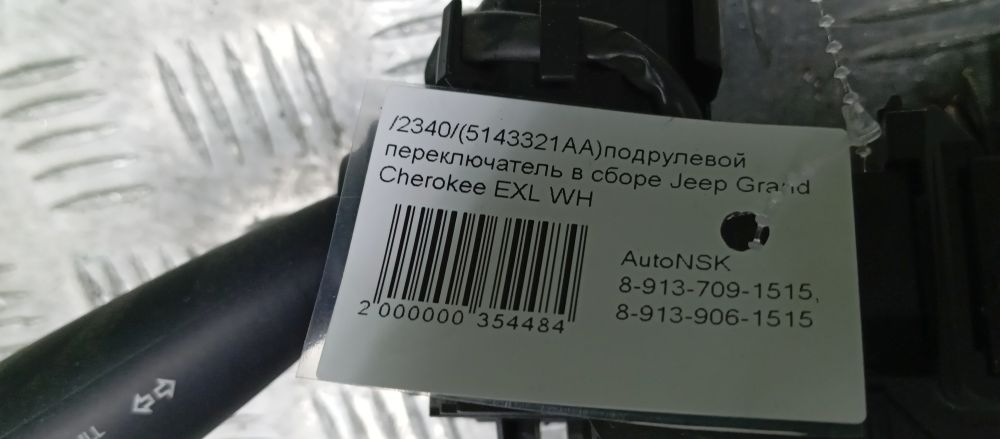 /2340/(5143321AA)подрулевой
переключатель в сборе Jeep Grand
Cherokee EXL WH
AutoNSK
8-913-709-1515,
8-913-906-1515
2 000000 354484